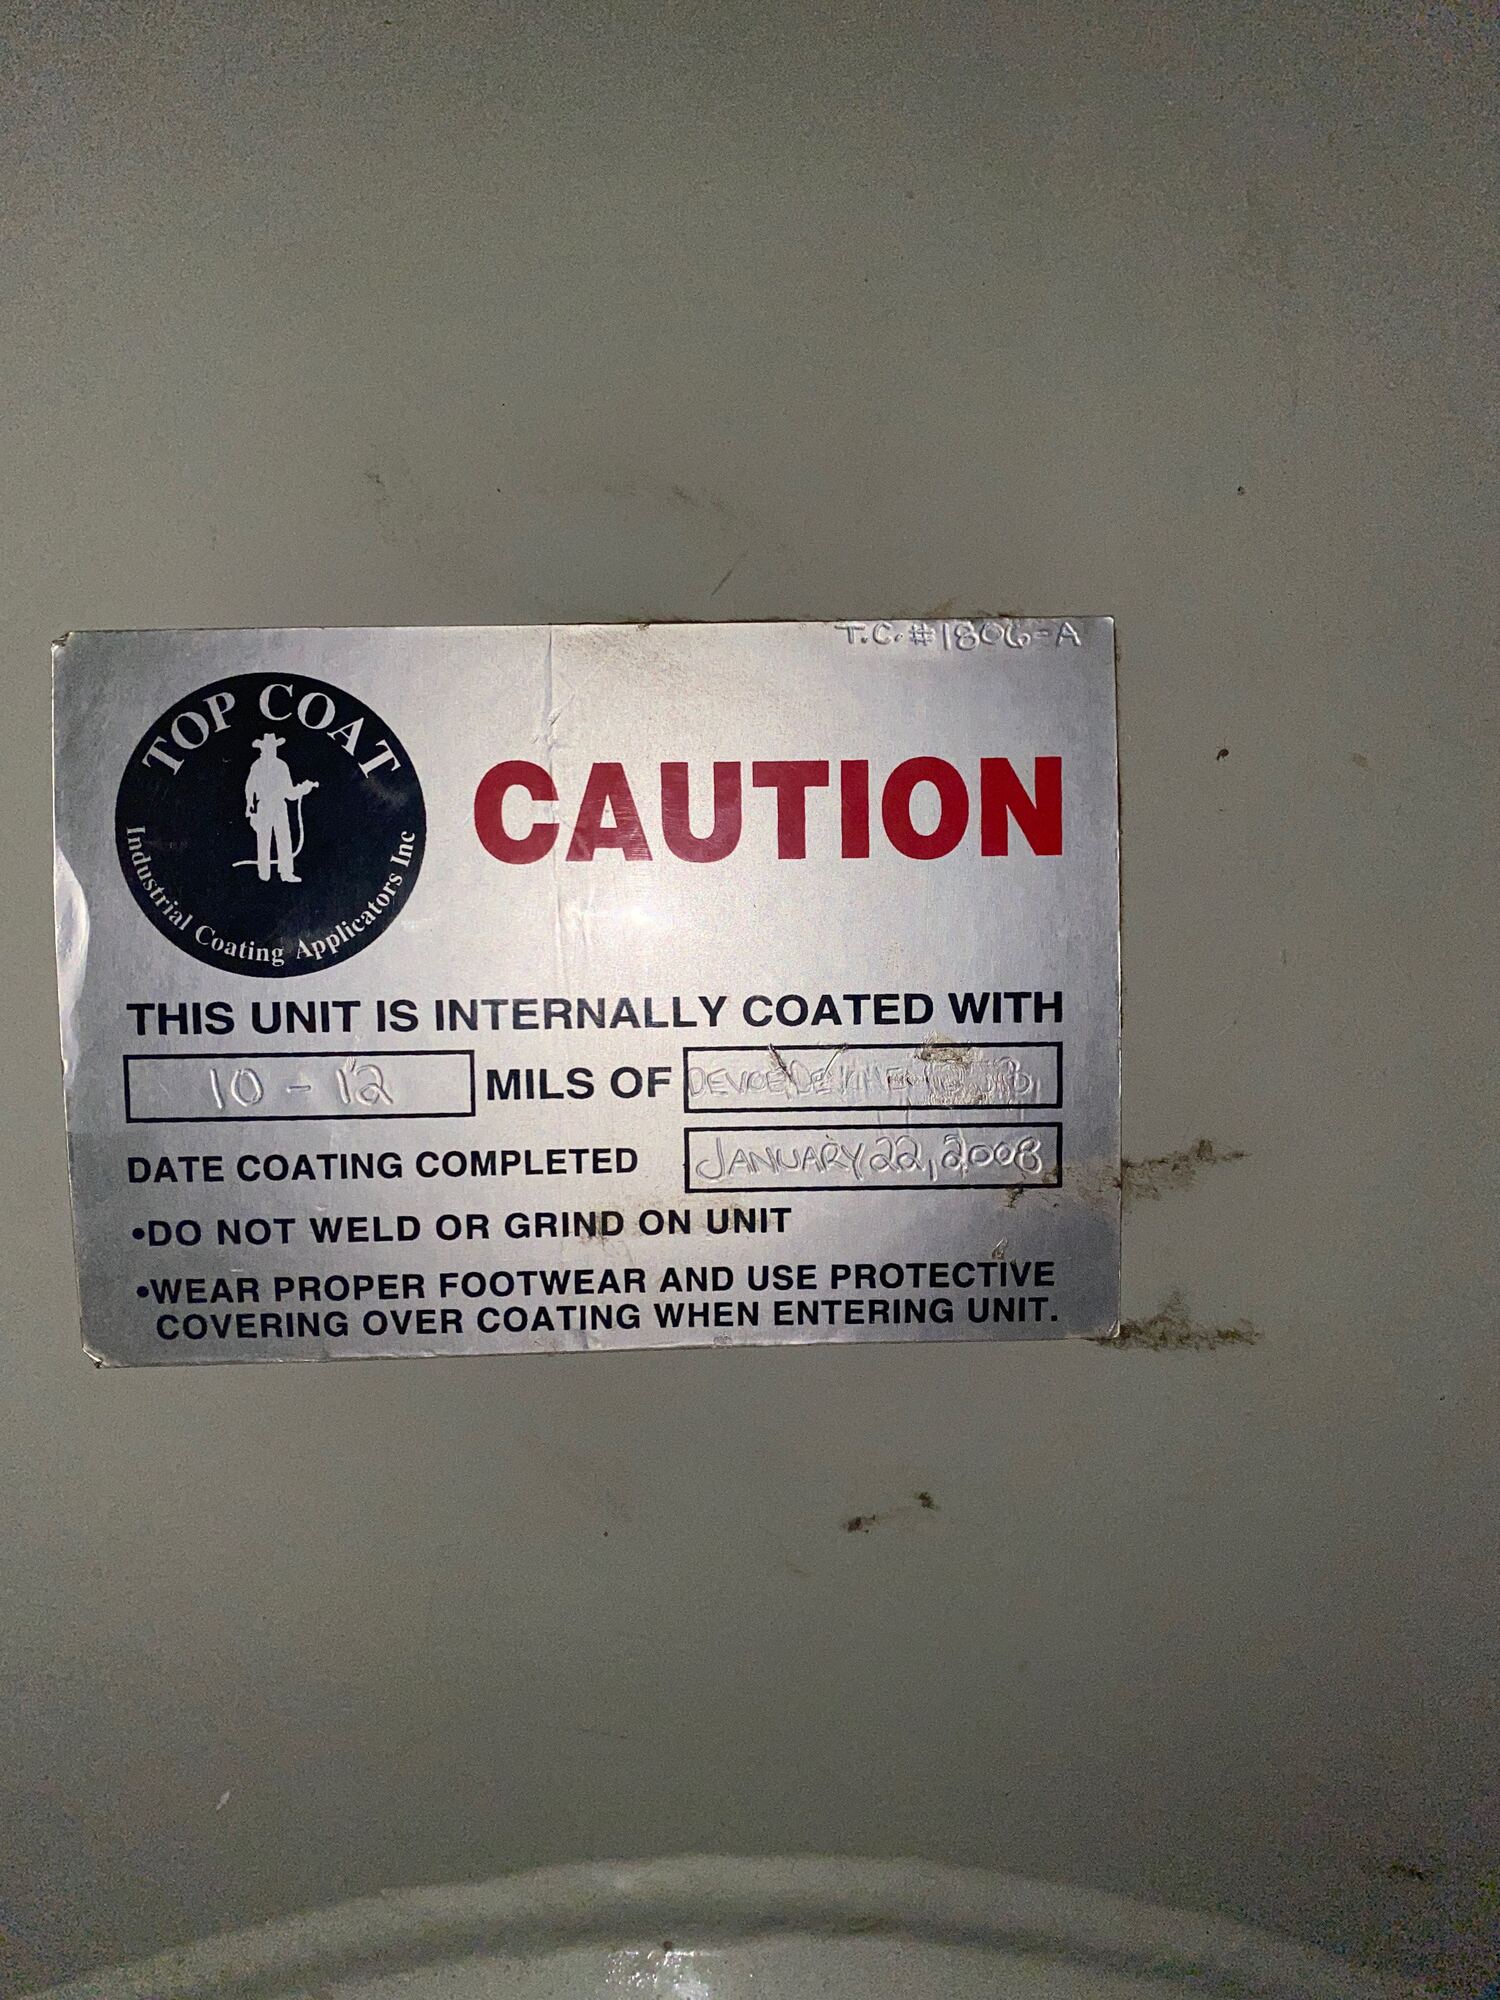 T.C.#1806-A
TOP COAT
Industrial Coating Applicators Inc
CAUTION
THIS UNIT IS INTERNALLY COATED WITH
10-12 MILS OF DEVOE
DATE COATING COMPLETED JANUARY 22, 2008
•DO NOT WELD OR GRIND ON UNIT
•WEAR PROPER FOOTWEAR AND USE PROTECTIVE
COVERING OVER COATING WHEN ENTERING UNIT.